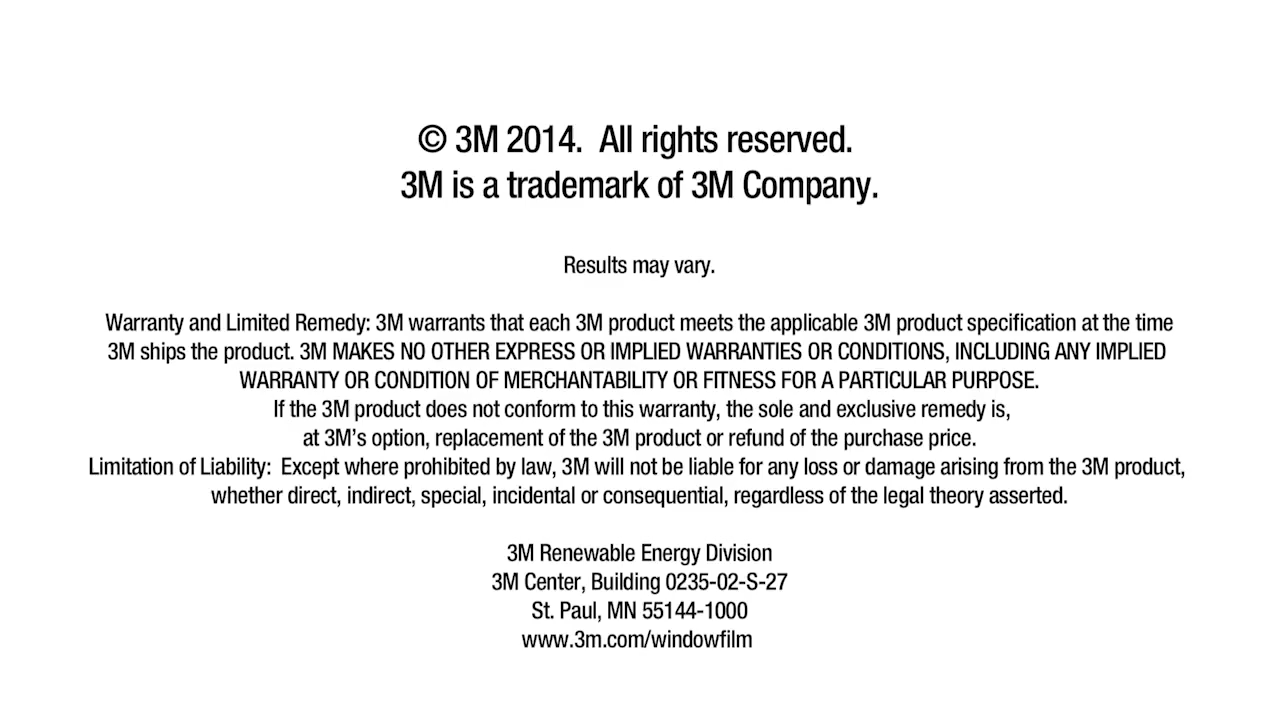 © 3M 2014.  All rights reserved.
3M is a trademark of 3M Company.
Results may vary.
Warranty and Limited Remedy: 3M warrants that each 3M product meets the applicable 3M product specification at the time
3M ships the product. 3M MAKES NO OTHER EXPRESS OR IMPLIED WARRANTIES OR CONDITIONS, INCLUDING ANY IMPLIED
WARRANTY OR CONDITION OF MERCHANTABILITY OR FITNESS FOR A PARTICULAR PURPOSE.
If the 3M product does not conform to this warranty, the sole and exclusive remedy is,
at 3M’s option, replacement of the 3M product or refund of the purchase price.
Limitation of Liability:  Except where prohibited by law, 3M will not be liable for any loss or damage arising from the 3M product,
whether direct, indirect, special, incidental or consequential, regardless of the legal theory asserted.
3M Renewable Energy Division
3M Center, Building 0235-02-S-27
St. Paul, MN 55144-1000
www.3m.com/windowfilm